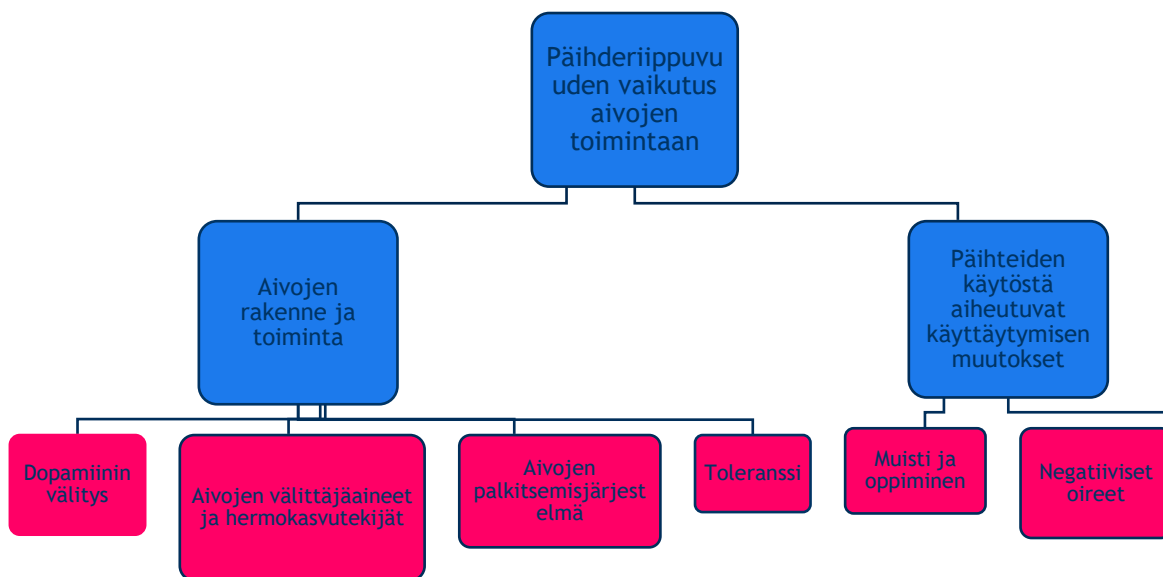 Päihderiippuvu
uden vaikutus
aivojen
toimintaan
Aivojen
rakenne ja
toiminta
Päihteiden
käytöstä
aiheutuvat
käyttäytymisen
muutokset
Dopamiinin
välitys
Aivojen välittäjäaineet
ja hermokasvutekijät
Aivojen
palkitsemisjärjest
elmä
Toleranssi
Muisti ja
oppiminen
Negatiiviset
oireet